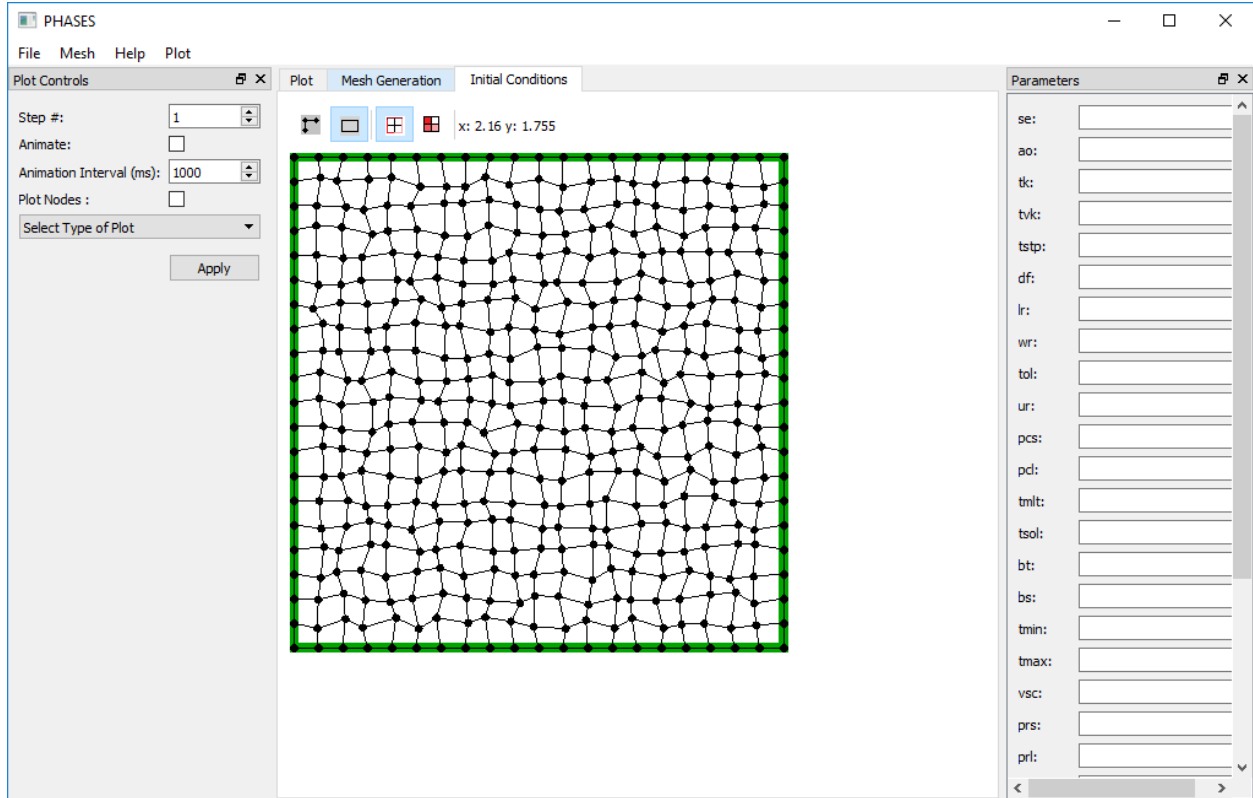 PHASES
File Mesh Help Plot
Plot Controls
Step #: 1
Animate:
Animation Interval (ms): 1000
Plot Nodes :
Select Type of Plot
Apply
Plot Mesh Generation Initial Conditions
x: 2.16 y: 1.755
Parameters
se:
ao:
tk:
tvk:
tstp:
df:
lr:
wr:
tol:
ur:
pcs:
pcl:
tmlt:
tsol:
bt:
bs:
tmin:
tmax:
vsc:
prs:
prl: